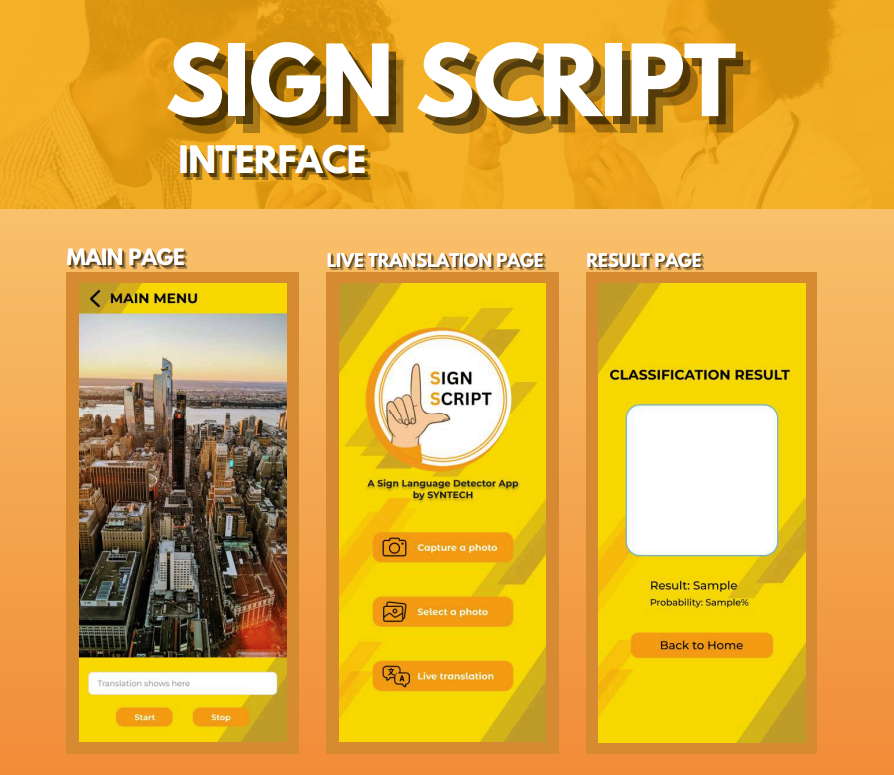 SIGN SCRIPT
INTERFACE
MAIN PAGE
MAIN MENU
Translation shows here
Start
Stop
LIVE TRANSLATION PAGE
SIGN
SCRIPT
A Sign Language Detector App
by SYNTECH
Capture a photo
Select a photo
Live translation
RESULT PAGE
CLASSIFICATION RESULT
Result: Sample
Probability: Sample%
Back to Home